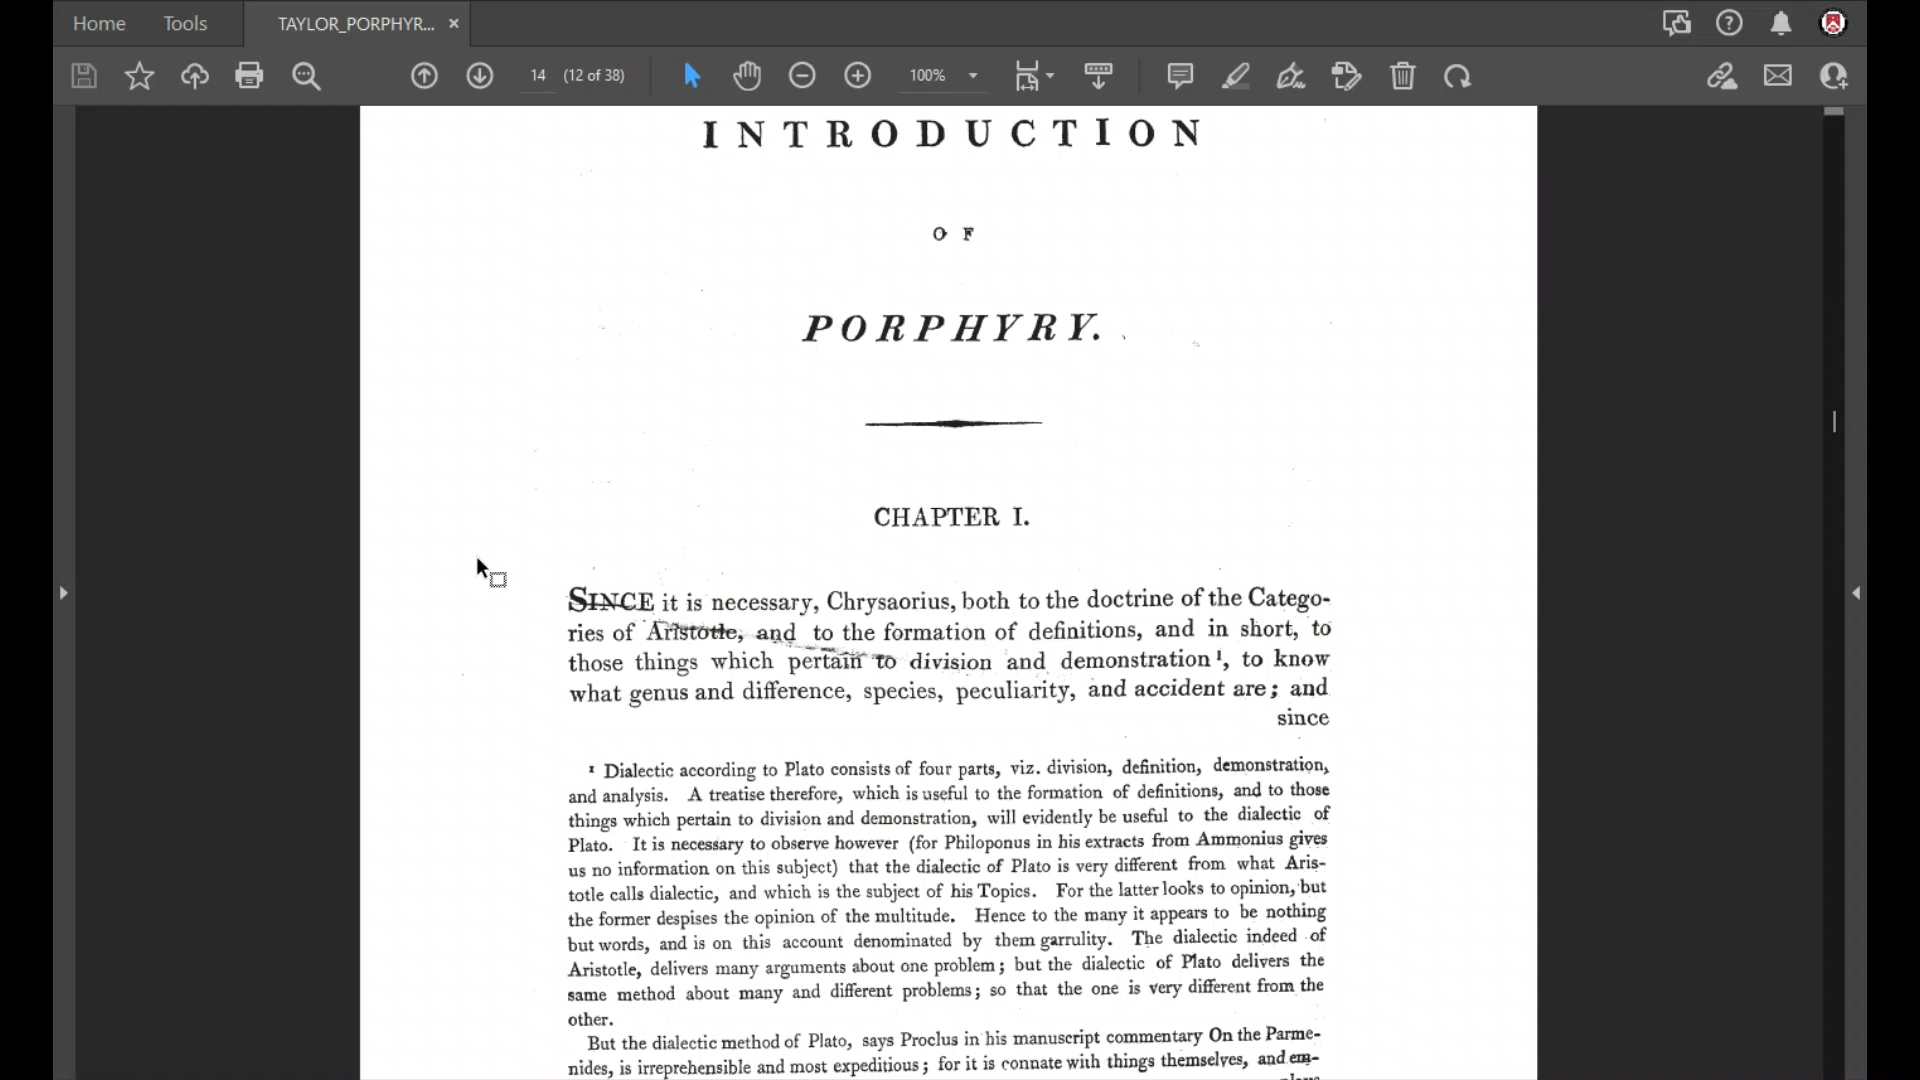 Home Tools TAYLOR_PORPHYR... ×
14 (12 of 38) 100%
INTRODUCTION
OF
PORPHYRY.
CHAPTER I.
SINCE it is necessary, Chrysaorius, both to the doctrine of the Catego-
ries of Aristotle, and to the formation of definitions, and in short, to
those things which pertain to division and demonstration¹, to know
what genus and difference, species, peculiarity, and accident are; and
since
¹ Dialectic according to Plato consists of four parts, viz. division, definition, demonstration,
and analysis. A treatise therefore, which is useful to the formation of definitions, and to those
things which pertain to division and demonstration, will evidently be useful to the dialectic of
Plato. It is necessary to observe however (for Philoponus in his extracts from Ammonius gives
us no information on this subject) that the dialectic of Plato is very different from what Aris-
totle calls dialectic, and which is the subject of his Topics. For the latter looks to opinion, but
the former despises the opinion of the multitude. Hence to the many it appears to be nothing
but words, and is on this account denominated by them garrulity. The dialectic indeed of
Aristotle, delivers many arguments about one problem; but the dialectic of Plato delivers the
same method about many and different problems; so that the one is very different from the
other.
But the dialectic method of Plato, says Proclus in his manuscript commentary On the Parme-
nides, is irreprehensible and most expeditious; for it is connate with things themselves, and em-